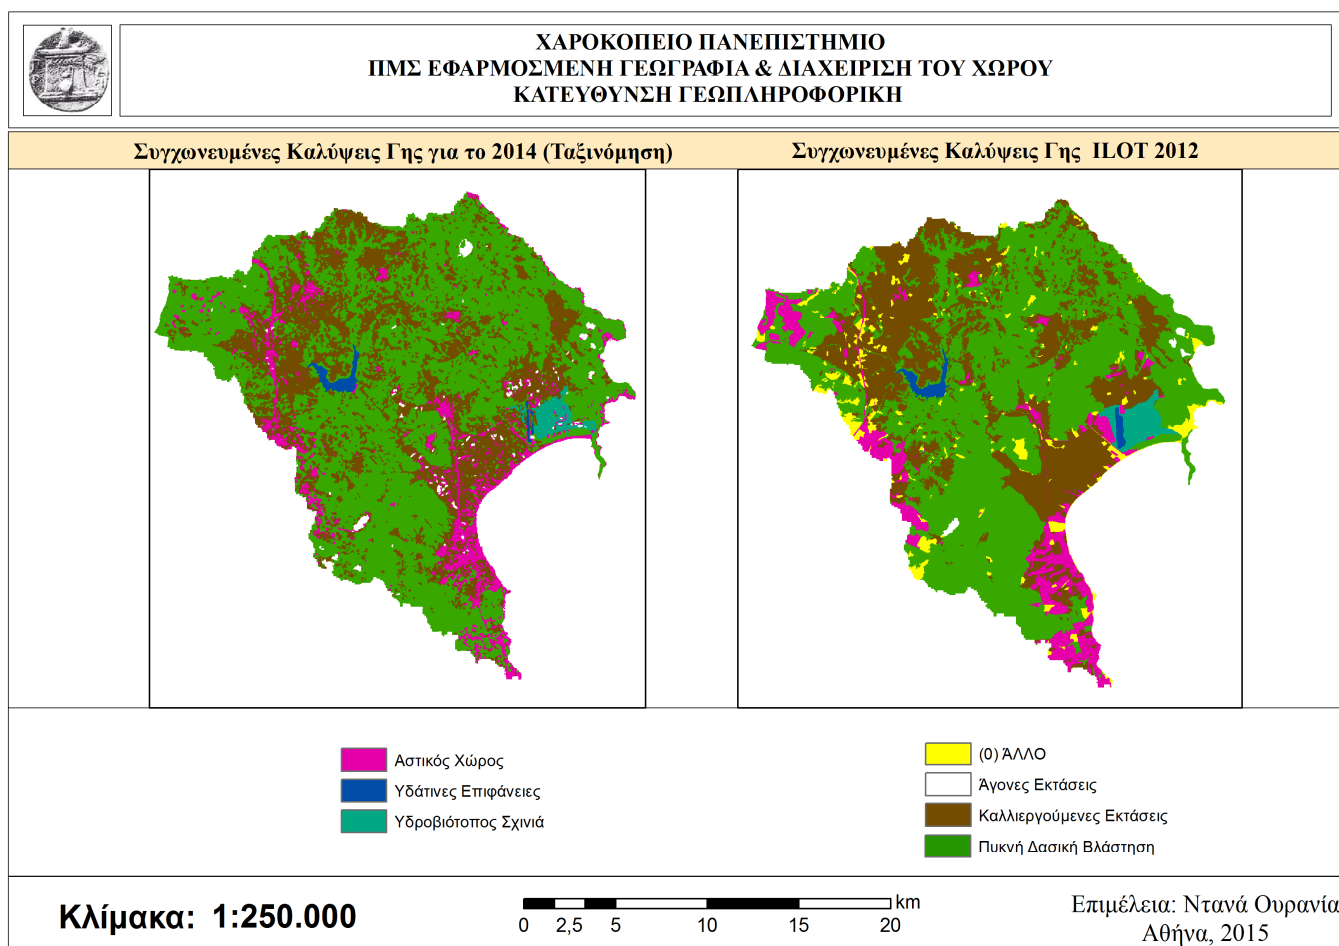 ΧΑΡΟΚΟΠΕΙΟ ΠΑΝΕΠΙΣΤΗΜΙΟ
ΠΜΣ ΕΦΑΡΜΟΣΜΕΝΗ ΓΕΩΓΡΑΦΙΑ & ΔΙΑΧΕΙΡΙΣΗ ΤΟΥ ΧΩΡΟΥ
ΚΑΤΕΥΘΥΝΣΗ ΓΕΩΠΛΗΡΟΦΟΡΙΚΗ
Συγχωνευμένες Καλύψεις Γης για το 2014 (Ταξινόμηση)
Συγχωνευμένες Καλύψεις Γης ILOT 2012
Αστικός Χώρος
Υδάτινες Επιφάνειες
Υδροβιότοπος Σχινιά
(0) ΆΛΛΟ
Άγονες Εκτάσεις
Καλλιεργούμενες Εκτάσεις
Πυκνή Δασική Βλάστηση
Κλίμακα: 1:250.000
km
0 2,5 5 10 15 20
Επιμέλεια: Ντανά Ουρανία
Αθήνα, 2015